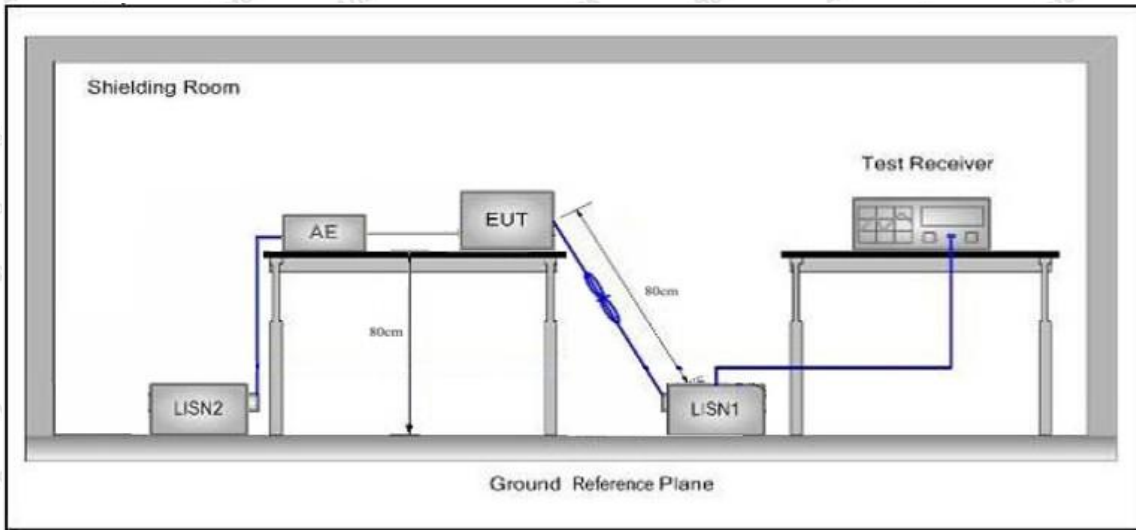 Shielding Room
Test Receiver
EUT
AE
80cm
80cm
LISN2
LISN1
Ground Reference Plane